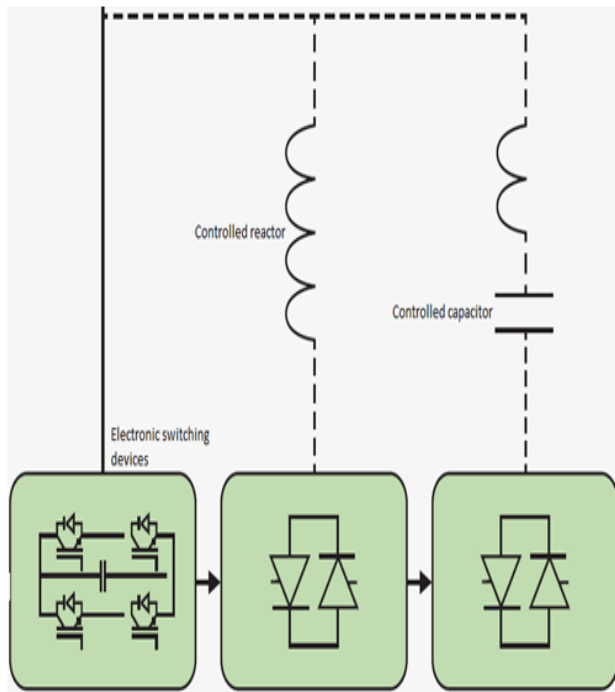 Controlled reactor
Controlled capacitor
Electronic switching
devices